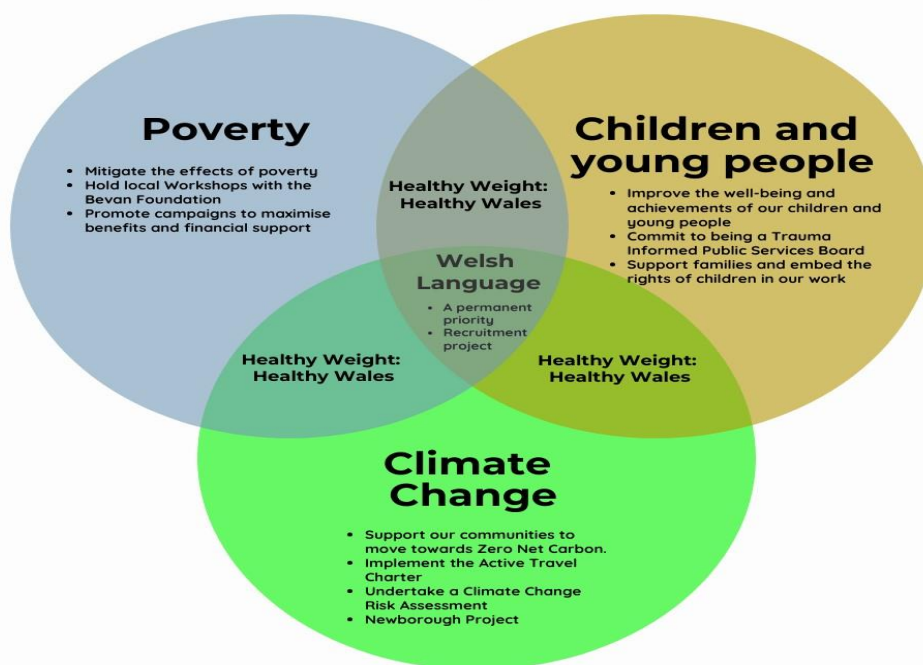 Poverty
• Mitigate the effects of poverty
• Hold local Workshops with the
Bevan Foundation
• Promote campaigns to maximise
benefits and financial support
Children and
young people
• Improve the well-being and
achievements of our children and
young people
• Commit to being a Trauma
Informed Public Services Board
• Support families and embed the
rights of children in our work
Healthy Weight:
Healthy Wales
Welsh
Language
• A permanent
priority
• Recruitment
project
Healthy Weight:
Healthy Wales
Healthy Weight:
Healthy Wales
Climate
Change
• Support our communities to
move towards Zero Net Carbon.
• Implement the Active Travel
Charter
• Undertake a Climate Change
Risk Assessment
• Newborough Project